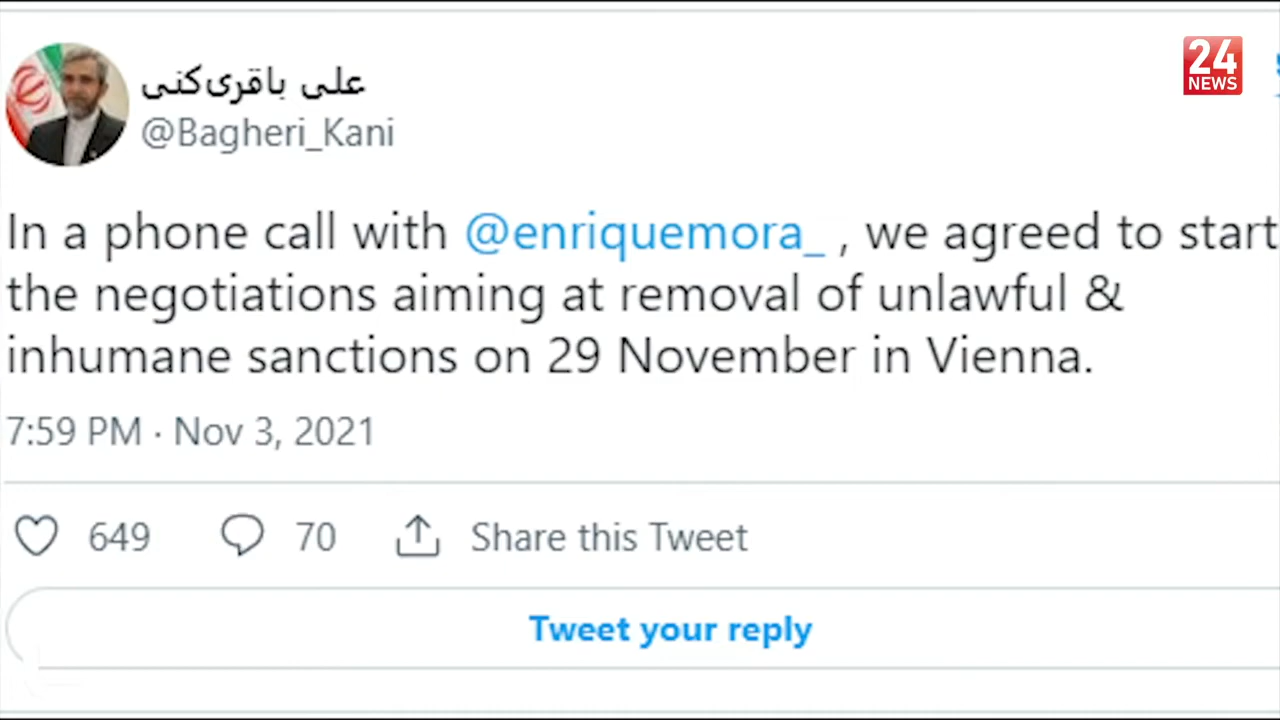 علی باقری‌کنی
@Bagheri_Kani
24
NEWS
In a phone call with @enriquemora_ , we agreed to start
the negotiations aiming at removal of unlawful &
inhumane sanctions on 29 November in Vienna.
7:59 PM · Nov 3, 2021
649 70 Share this Tweet
Tweet your reply